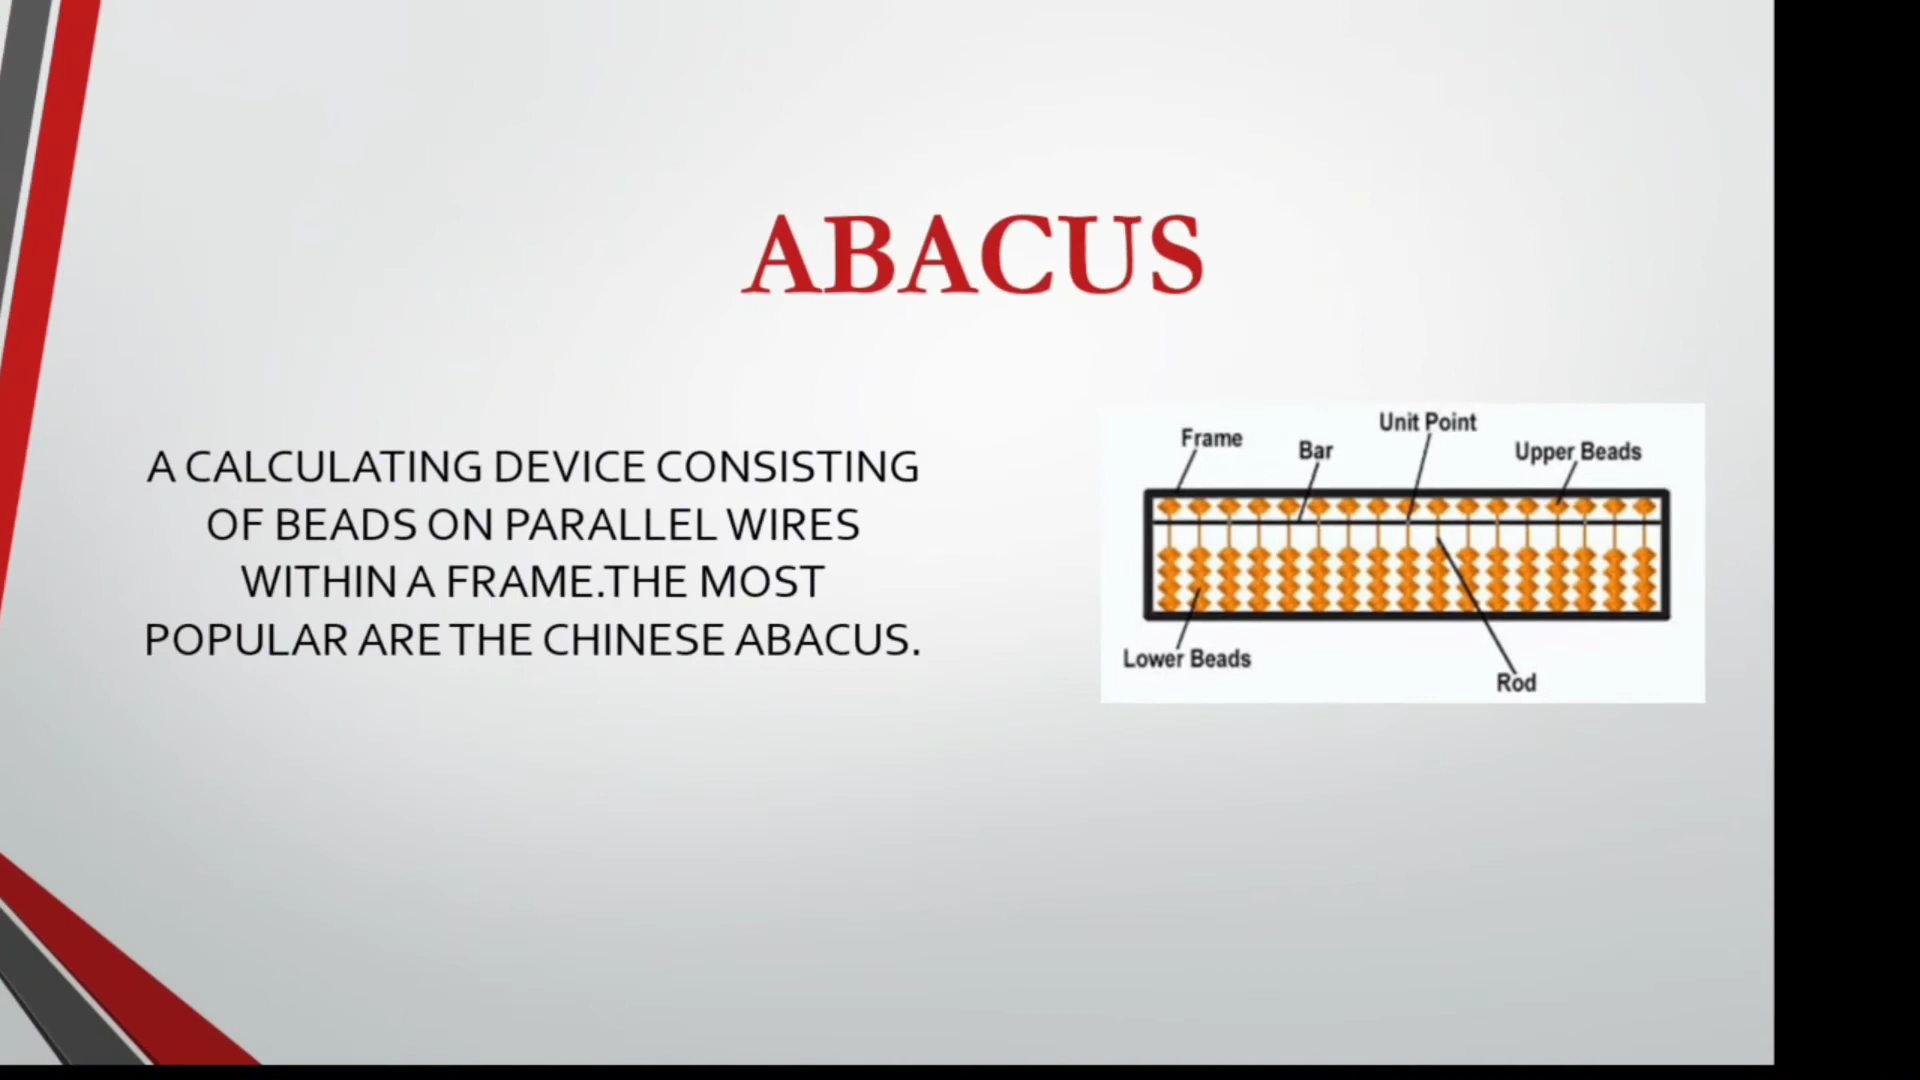 ABACUS
A CALCULATING DEVICE CONSISTING
OF BEADS ON PARALLEL WIRES
WITHIN A FRAME.THE MOST
POPULAR ARE THE CHINESE ABACUS.
Unit Point
Frame
Bar
Upper Beads
Lower Beads
Rod